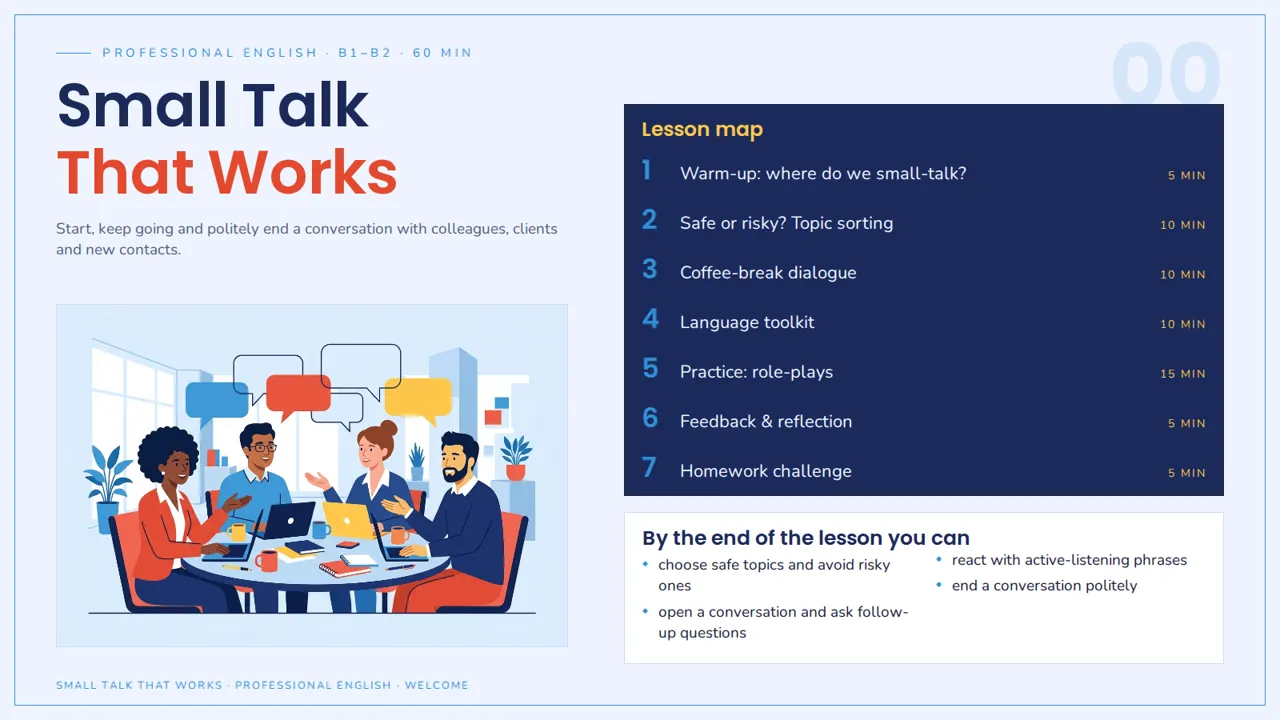 PROFESSIONAL ENGLISH · B1–B2 · 60 MIN
Small Talk
That Works
Start, keep going and politely end a conversation with colleagues, clients
and new contacts.
00
Lesson map
1 Warm-up: where do we small-talk? 5 MIN
2 Safe or risky? Topic sorting 10 MIN
3 Coffee-break dialogue 10 MIN
4 Language toolkit 10 MIN
5 Practice: role-plays 15 MIN
6 Feedback & reflection 5 MIN
7 Homework challenge 5 MIN
By the end of the lesson you can
choose safe topics and avoid risky
ones
open a conversation and ask follow-
up questions
react with active-listening phrases
end a conversation politely
SMALL TALK THAT WORKS · PROFESSIONAL ENGLISH · WELCOME